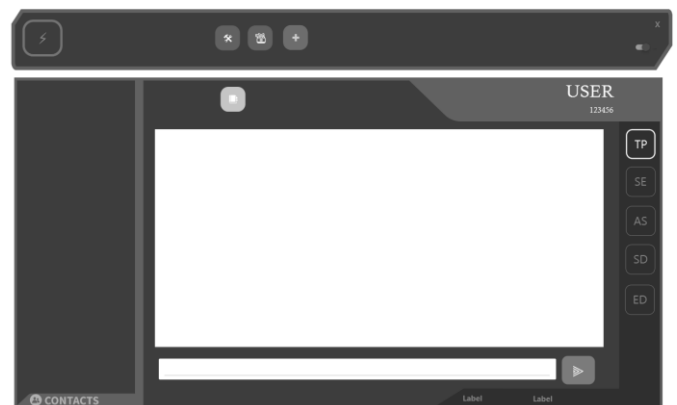 x
USER
123456
TP
SE
AS
SD
ED
CONTACTS
Label Label